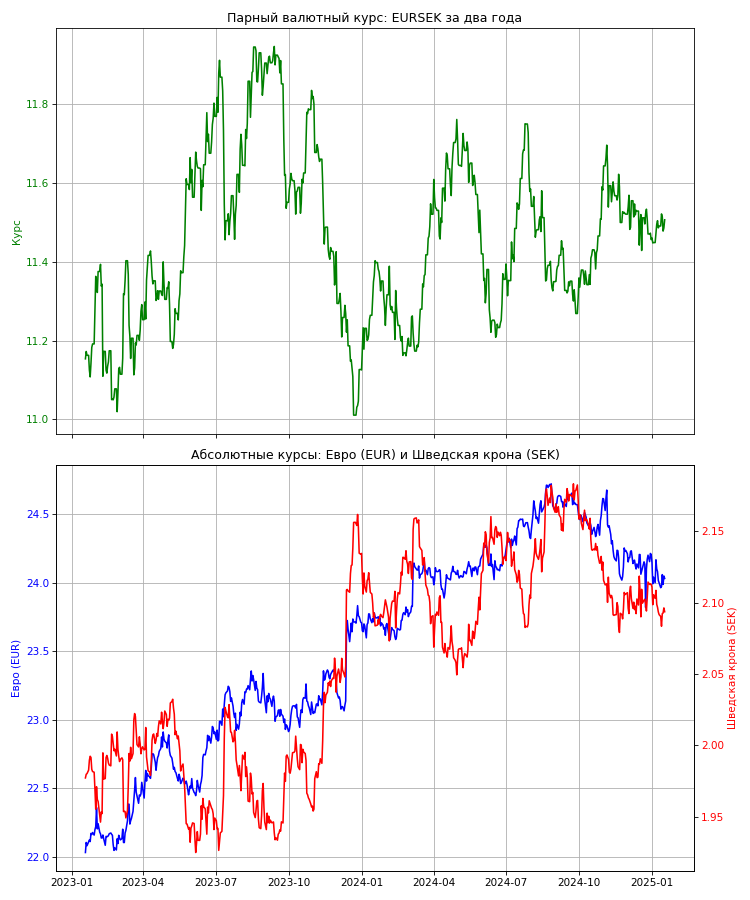 Парный валютный курс: EURSEK за два года
Курс
11.8
11.6
11.4
11.2
11.0
Абсолютные курсы: Евро (EUR) и Шведская крона (SEK)
Евро (EUR)
24.5
24.0
23.5
23.0
22.5
22.0
2.15
2.10
2.05
2.00
1.95
Шведская крона (SEK)
2023-01 2023-04 2023-07 2023-10 2024-01 2024-04 2024-07 2024-10 2025-01